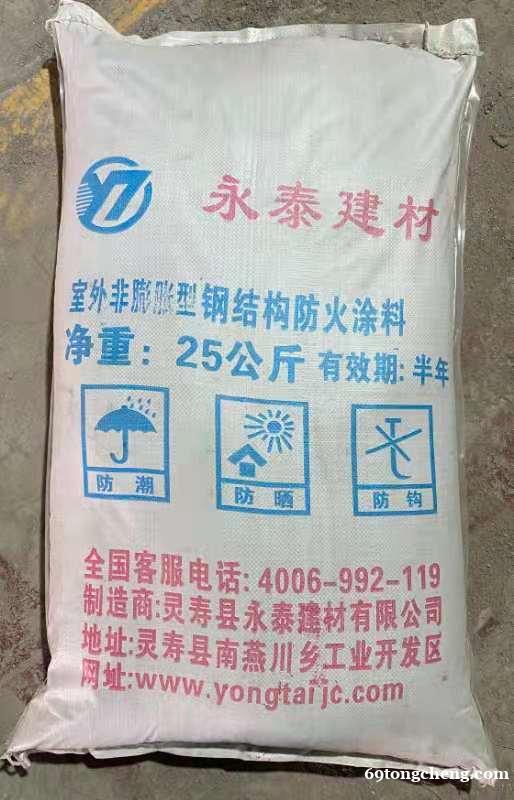 永泰建材
室外非膨胀型钢结构防火涂料
净重：25公斤 有效期：半年
防潮
防晒
防钩
全国客服电话：4006-992-119
制造商：灵寿县永泰建材有限公司
地址：灵寿县南燕川乡工业开发区
网址：www.yongtaijc.com
69tongcheng.com